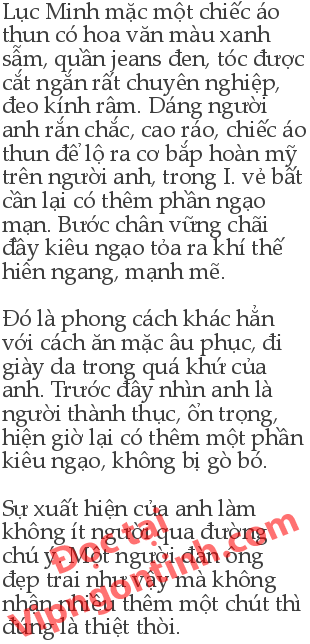 Lục Minh mặc một chiếc áo
thun có hoa văn màu xanh
sẫm, quần jeans đen, tóc được
cắt ngắn rất chuyên nghiệp,
đeo kính râm. Dáng người
anh rắn chắc, cao ráo, chiếc áo
thun để lộ ra cơ bắp hoàn mỹ
trên người anh, trong I. vẻ bất
cần lại có thêm phần ngạo
mạn. Bước chân vững chãi
đầy kiêu ngạo tỏa ra khí thế
hiên ngang, mạnh mẽ.
Đó là phong cách khác hẳn
với cách ăn mặc âu phục, đi
giày da trong quá khứ của
anh. Trước đây nhìn anh là
người thành thục, ổn trọng,
hiện giờ lại có thêm một phần
kiêu ngạo, không bị gò bó.
Sự xuất hiện của anh làm
không ít người qua đường
chú ý. Một người đàn ông
đẹp trai như vậy mà không
nhận nhiều thêm một chút thì
đúng là thiệt thòi.
Đọc tại
Vipngontinh.com